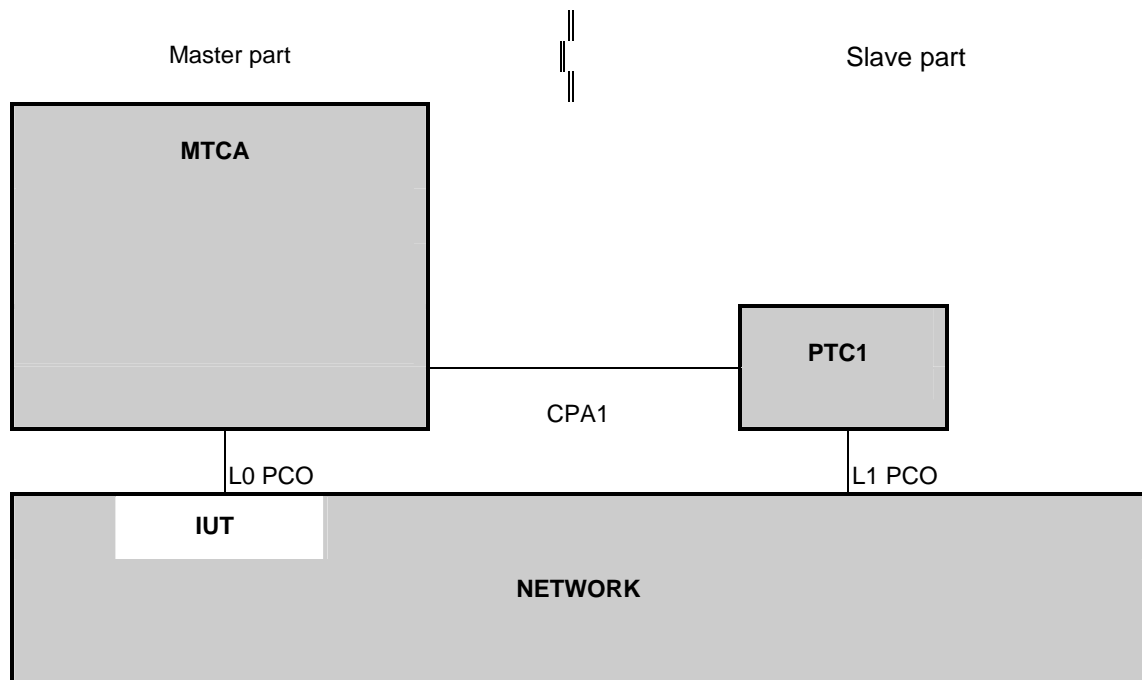 Master part
Slave part
MTCA
PTC1
CPA1
L0 PCO
L1 PCO
IUT
NETWORK